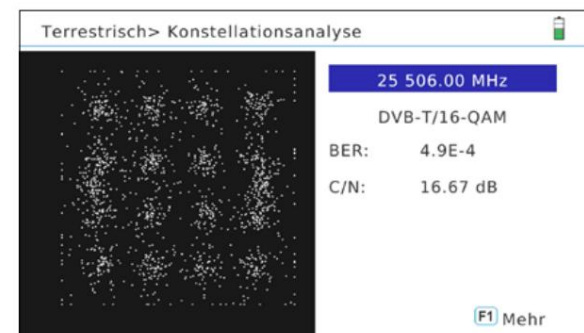 Terrestrisch> Konstellationsanalyse
25 506.00 MHz
DVB-T/16-QAM
BER: 4.9E-4
C/N: 16.67 dB
F1 Mehr